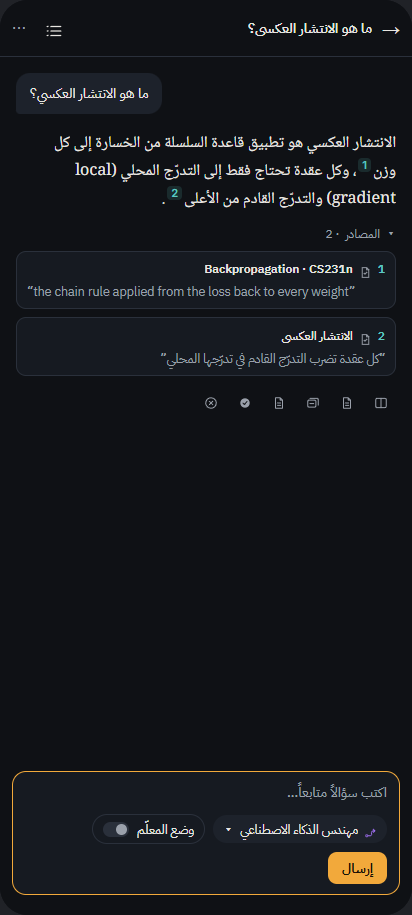 ما هو الانتشار العكسي؟
ما هو الانتشار العكسي؟
الانتشار العكسي هو تطبيق قاعدة السلسلة من الخسارة إلى كل
وزن 1، وكل عقدة تحتاج فقط إلى التدرّج المحلي (local
gradient) والتدرّج القادم من الأعلى 2.
المصادر · 2
1 Backpropagation · CS231n
“the chain rule applied from the loss back to every weight”
2 الانتشار العكسي
“كل عقدة تضرب التدرّج القادم في تدرّجها المحلي”
اكتب سؤالاً متابعاً...
مهندس الذكاء الاصطناعي
وضع المعلّم
إرسال